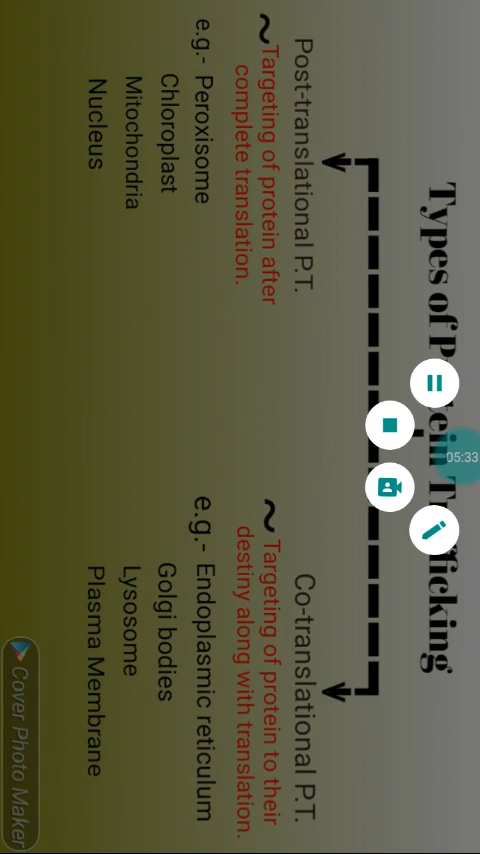 Types of Protein Trafficking
05:33
Post-translational P.T.
~Targeting of protein after
complete translation.
e.g.- Peroxisome
Chloroplast
Mitochondria
Nucleus
Co-translational P.T.
~ Targeting of protein to their
destiny along with translation.
e.g.- Endoplasmic reticulum
Golgi bodies
Lysosome
Plasma Membrane
Cover Photo Maker